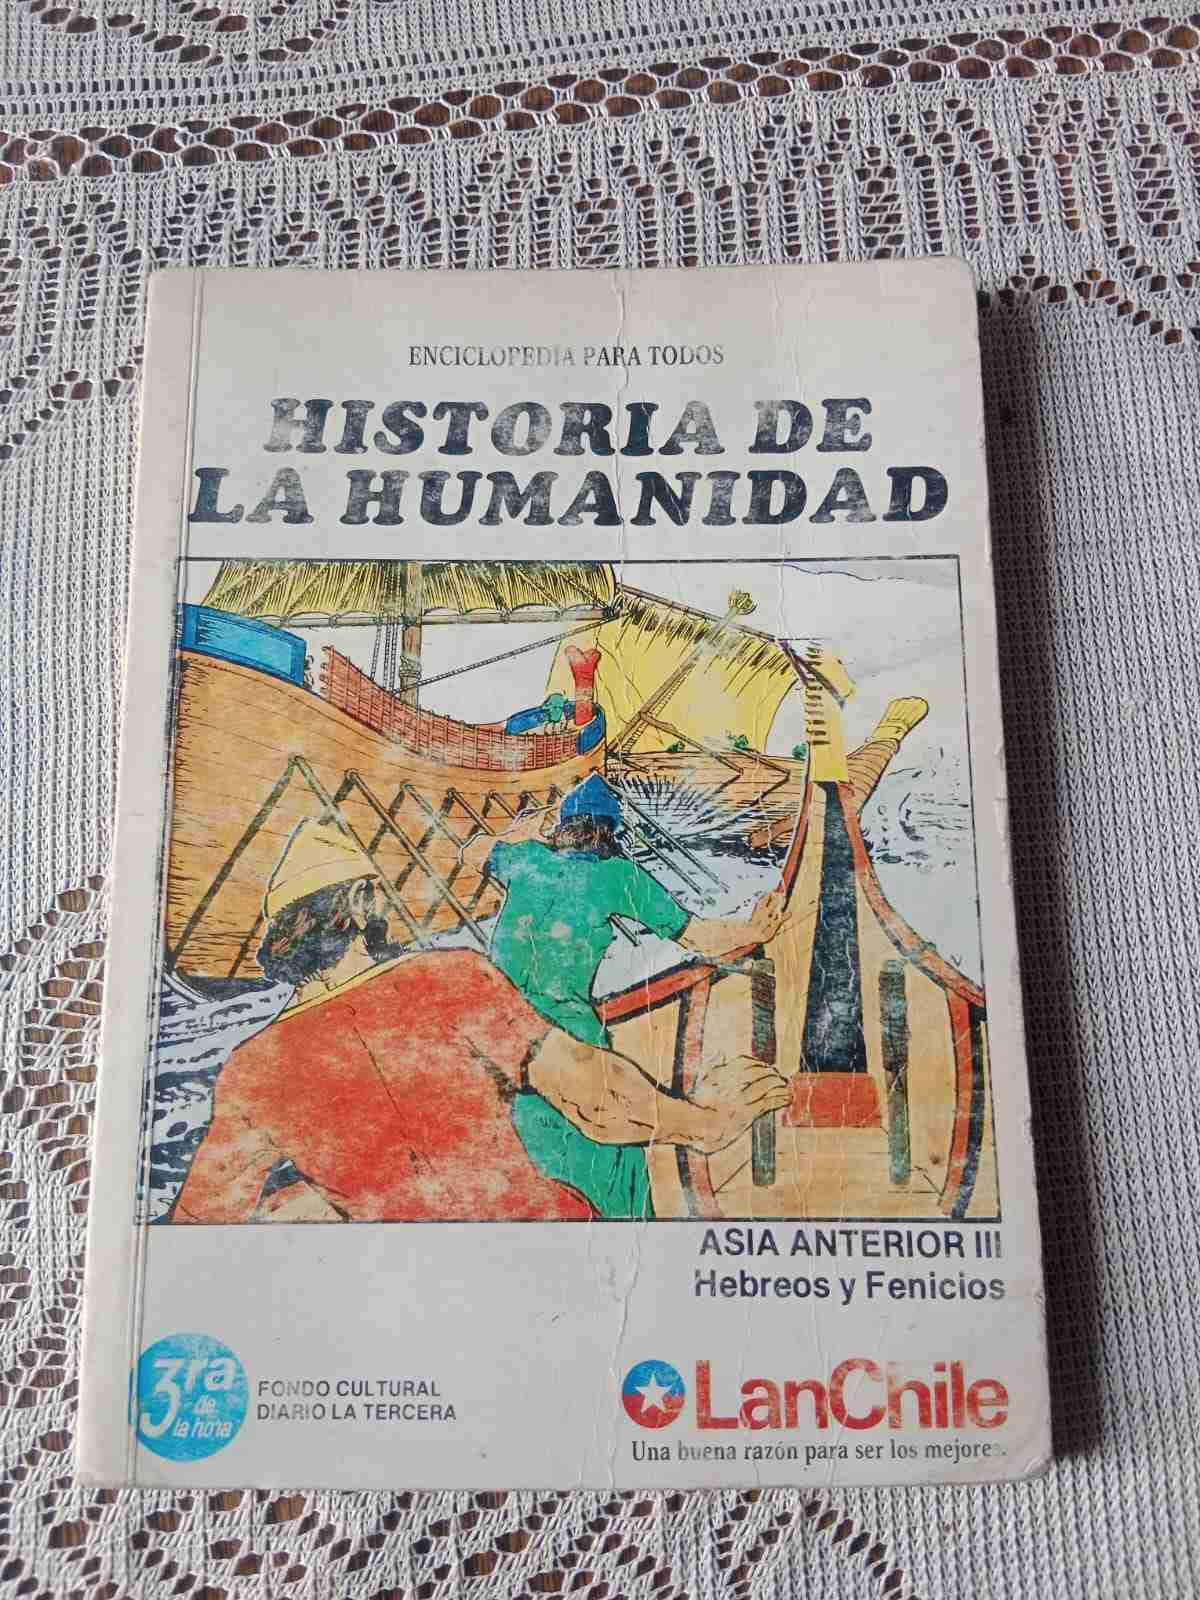 ENCICLOPEDIA PARA TODOS
HISTORIA DE
LA HUMANIDAD
ASIA ANTERIOR III
Hebreos y Fenicios
3ra
de
la hora
FONDO CULTURAL
DIARIO LA TERCERA
LanChile
Una buena razón para ser los mejores.